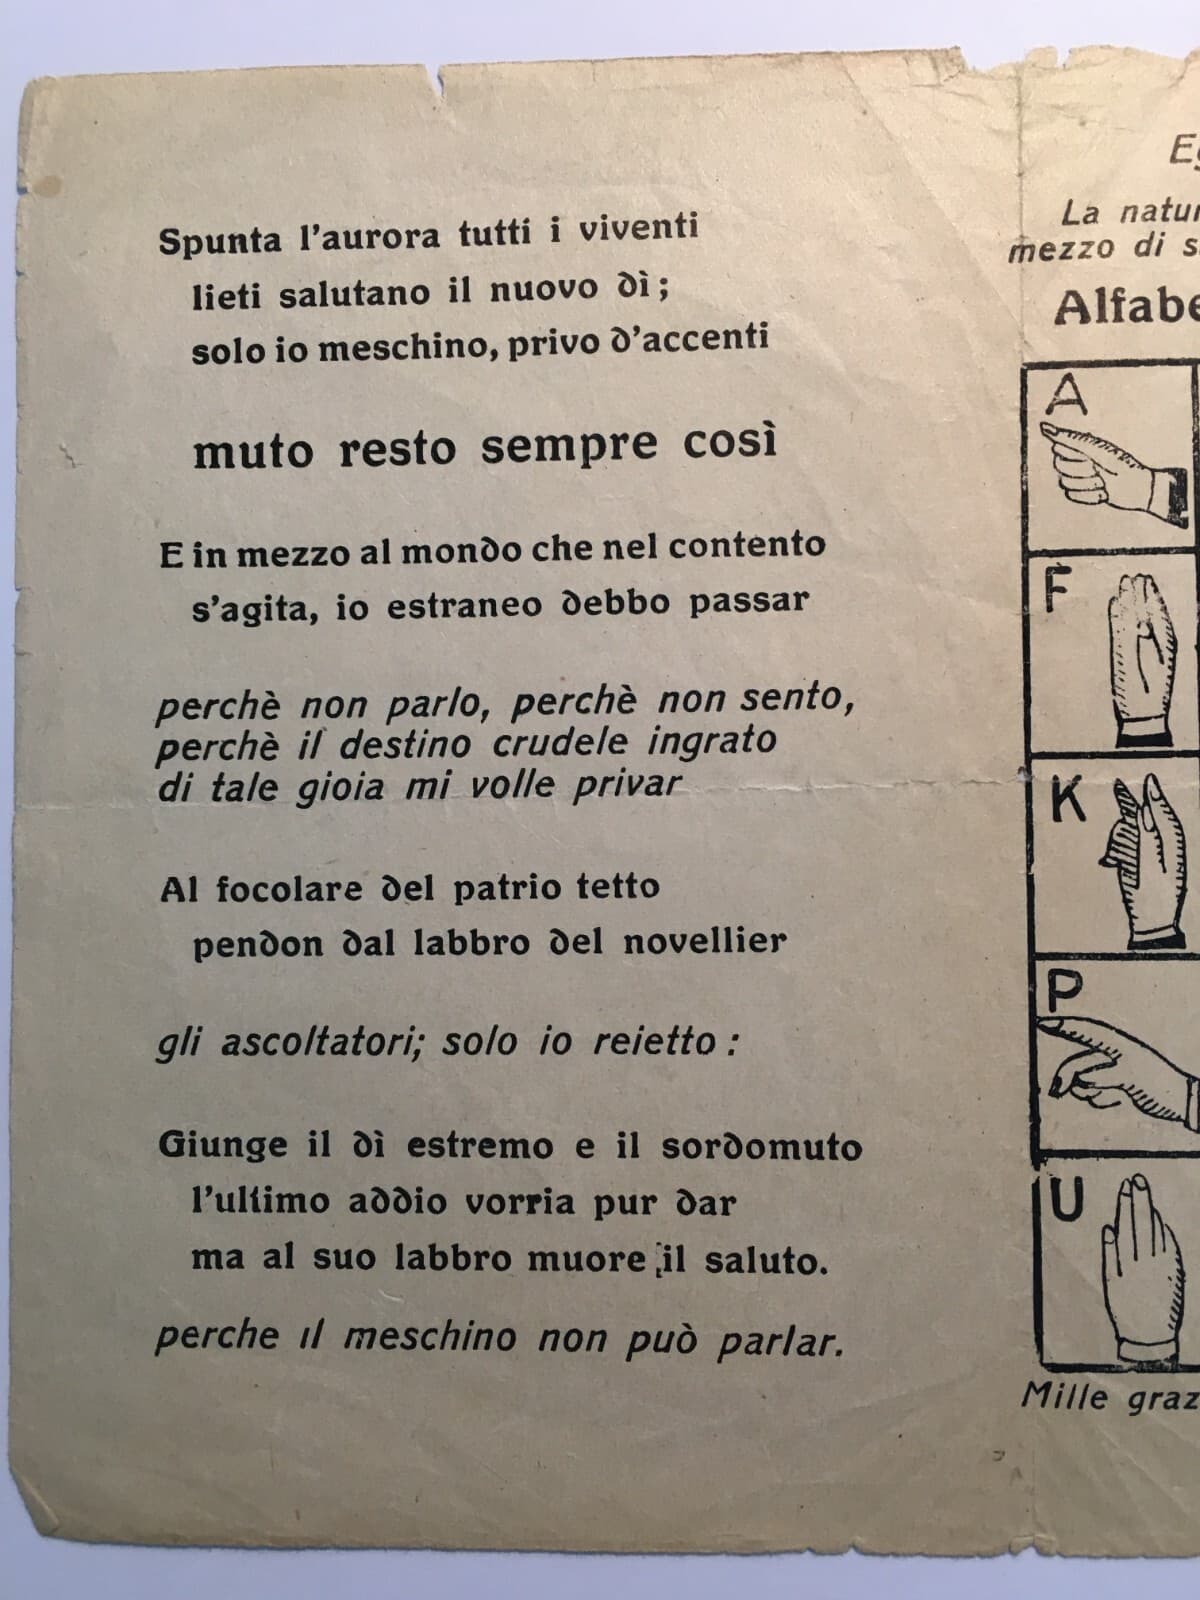 Spunta l'aurora tutti i viventi
lieti salutano il nuovo dì;
solo io meschino, privo d'accenti
muto resto sempre così
E in mezzo al mondo che nel contento
s'agita, io estraneo debbo passar
perchè non parlo, perchè non sento,
perchè il destino crudele ingrato
di tale gioia mi volle privar
Al focolare del patrio tetto
pendon dal labbro del novellier
gli ascoltatori; solo io reietto :
Giunge il dì estremo e il sordomuto
l'ultimo addio vorria pur dar
ma al suo labbro muore il saluto.
perche il meschino non può parlar.
Eg
La natur
mezzo di s
Alfabe
A
F
K
P
U
Mille graz